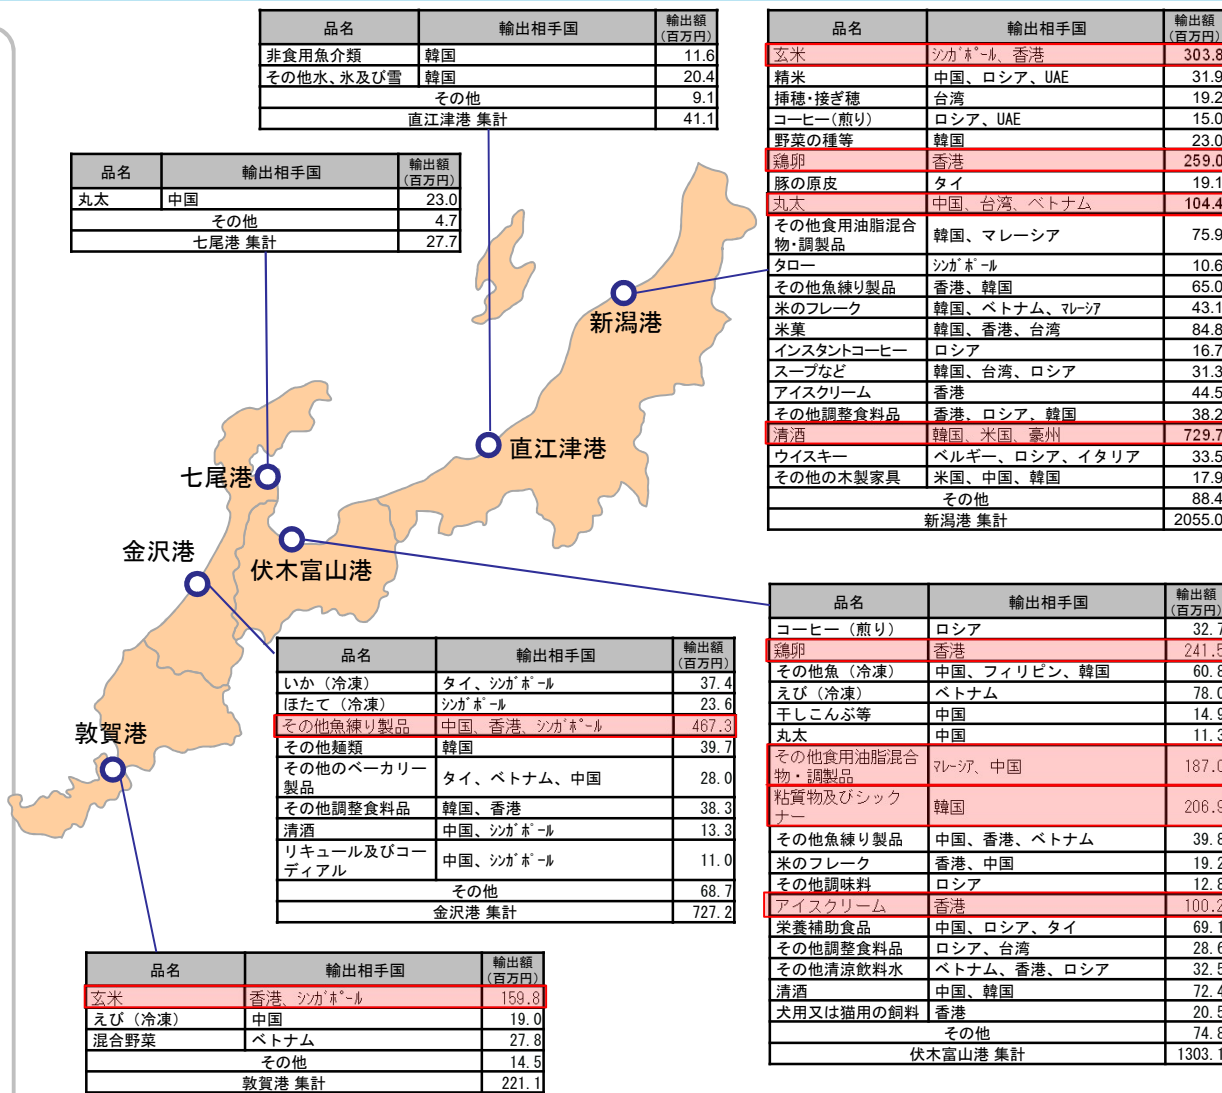 品名 輸出相手国 輸出額(百万円)
非食用魚介類 韓国 11.6
その他水、氷及び雪 韓国 20.4
その他 9.1
直江津港 集計 41.1
品名 輸出相手国 輸出額(百万円)
丸太 中国 23.0
その他 4.7
七尾港 集計 27.7
品名 輸出相手国 輸出額(百万円)
玄米 ｼﾝｶﾞﾎﾟｰﾙ、香港 303.8
精米 中国、ロシア、UAE 31.9
挿穂・接ぎ穂 台湾 19.2
コーヒー（煎り） ロシア、UAE 15.0
野菜の種等 韓国 23.0
鶏卵 香港 259.0
豚の原皮 タイ 19.1
丸太 中国、台湾、ベトナム 104.4
その他食用油脂混合
物・調製品 韓国、マレーシア 75.9
タロー ｼﾝｶﾞﾎﾟｰﾙ 10.6
その他魚練り製品 香港、韓国 65.0
米のフレーク 韓国、ベトナム、ﾏﾚｰｼｱ 43.1
米菓 韓国、香港、台湾 84.8
インスタントコーヒー ロシア 16.7
スープなど 韓国、台湾、ロシア 31.3
アイスクリーム 香港 44.5
その他調整食料品 香港、ロシア、韓国 38.2
清酒 韓国、米国、豪州 729.7
ウイスキー ベルギー、ロシア、イタリア 33.5
その他の木製家具 米国、中国、韓国 17.9
その他 88.4
新潟港 集計 2055.0
新潟港
直江津港
七尾港
金沢港
伏木富山港
敦賀港
品名 輸出相手国 輸出額(百万円)
いか（冷凍） タイ、ｼﾝｶﾞﾎﾟｰﾙ 37.4
ほたて（冷凍） ｼﾝｶﾞﾎﾟｰﾙ 23.6
その他魚練り製品 中国、香港、ｼﾝｶﾞﾎﾟｰﾙ 467.3
その他麺類 韓国 39.7
その他のベーカリー
製品 タイ、ベトナム、中国 28.0
その他調整食料品 韓国、香港 38.3
清酒 中国、ｼﾝｶﾞﾎﾟｰﾙ 13.3
リキュール及びコー
ディアル 中国、ｼﾝｶﾞﾎﾟｰﾙ 11.0
その他 68.7
金沢港 集計 727.2
品名 輸出相手国 輸出額(百万円)
コーヒー（煎り） ロシア 32.7
鶏卵 香港 241.5
その他魚（冷凍） 中国、フィリピン、韓国 60.8
えび（冷凍） ベトナム 78.0
干しこんぶ等 中国 14.9
丸太 中国 11.3
その他食用油脂混合
物・調製品 ﾏﾚｰｼｱ、中国 187.0
粘質物及びシック
ナー 韓国 206.9
その他魚練り製品 中国、香港、ベトナム 39.8
米のフレーク 香港、中国 19.2
その他調味料 ロシア 12.8
アイスクリーム 香港 100.2
栄養補助食品 中国、ロシア、タイ 69.1
その他調整食料品 ロシア、台湾 28.6
その他清涼飲料水 ベトナム、香港、ロシア 32.5
清酒 中国、韓国 72.4
犬用又は猫用の飼料 香港 20.5
その他 74.8
伏木富山港 集計 1303.1
品名 輸出相手国 輸出額(百万円)
玄米 香港、ｼﾝｶﾞﾎﾟｰﾙ 159.8
えび（冷凍） 中国 19.0
混合野菜 ベトナム 27.8
その他 14.5
敦賀港 集計 221.1